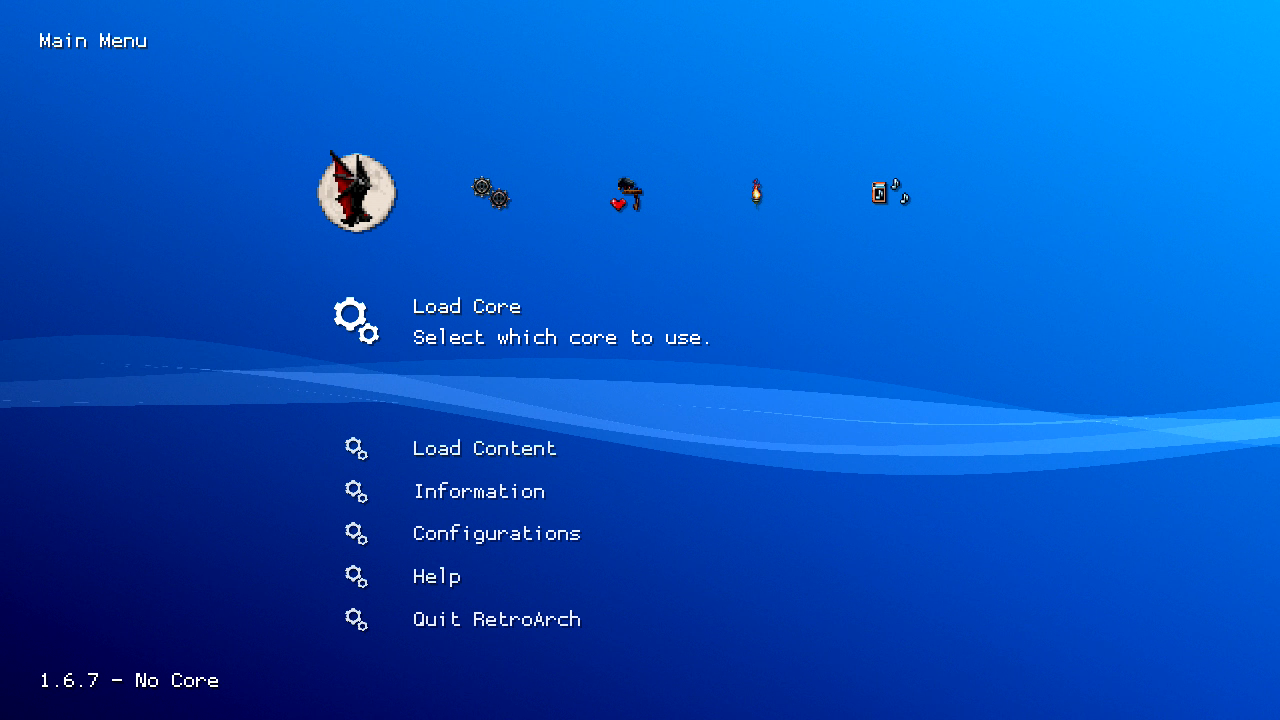 Main Menu
Load Core
Select which core to use.
Load Content
Information
Configurations
Help
Quit RetroArch
1.6.7 - No Core